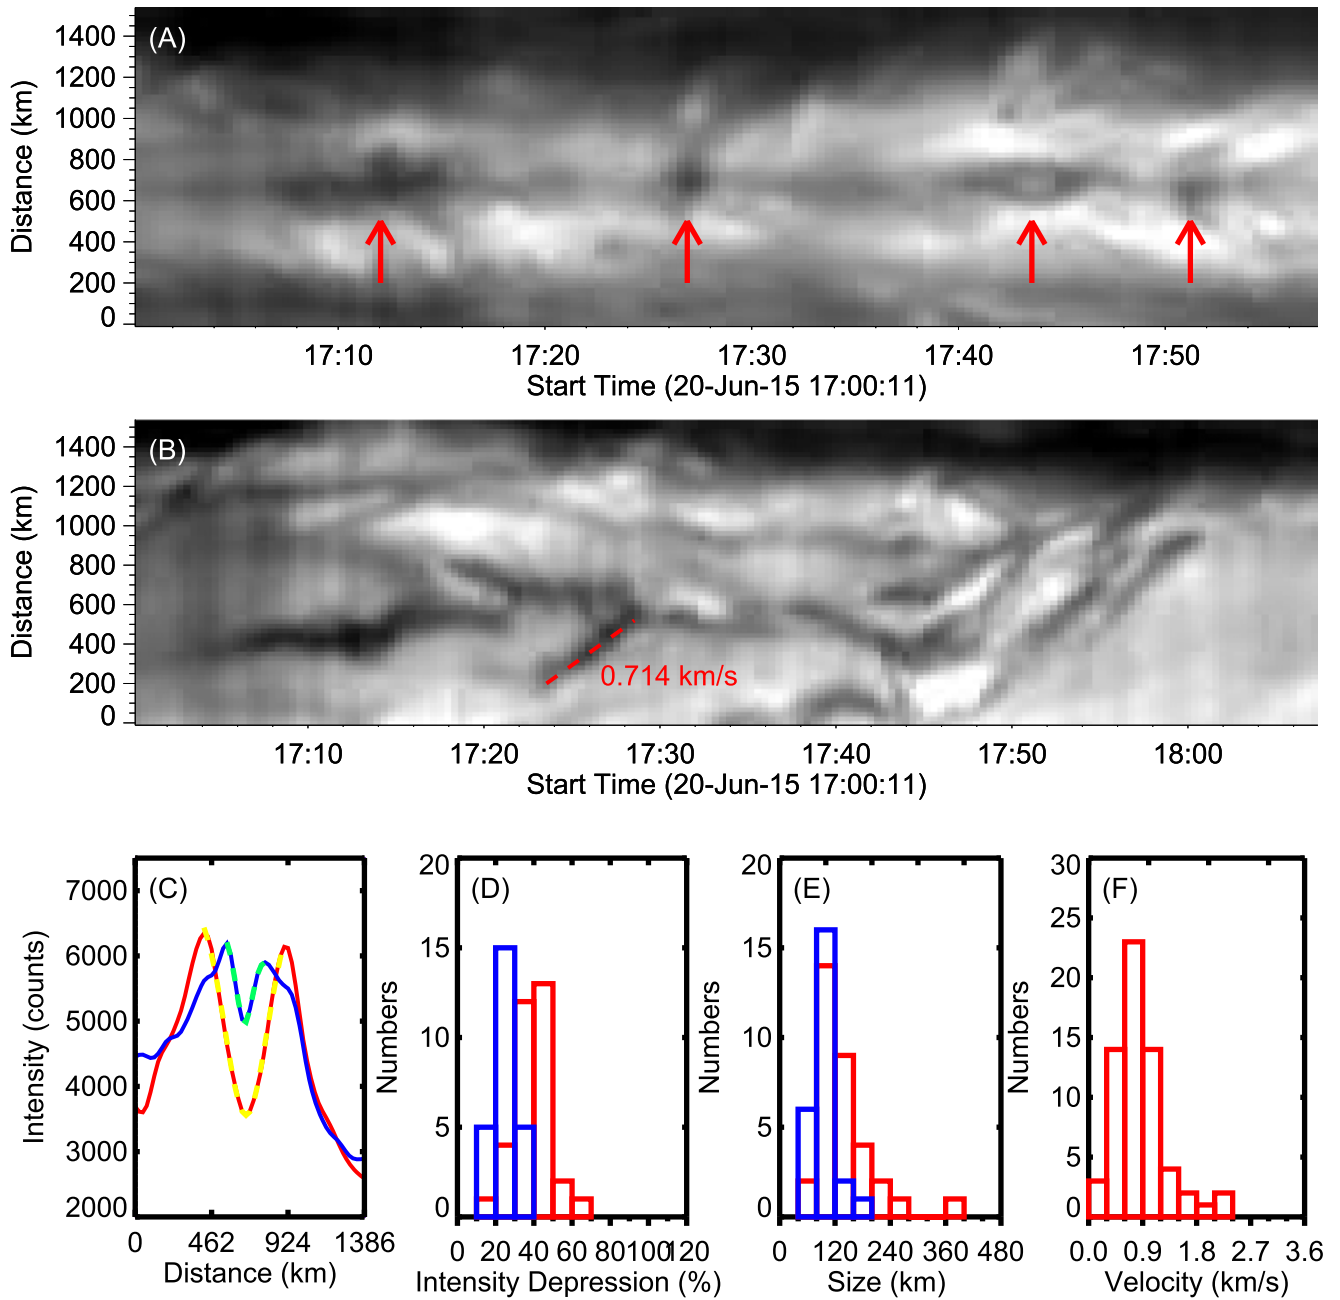 (A)
Distance (km)
1400
1200
1000
800
600
400
200
0
17:10 17:20 17:30 17:40 17:50
Start Time (20-Jun-15 17:00:11)
(B)
Distance (km)
1400
1200
1000
800
600
400
200
0
0.714 km/s
17:10 17:20 17:30 17:40 17:50 18:00
Start Time (20-Jun-15 17:00:11)
(C)
Intensity (counts)
7000
6000
5000
4000
3000
2000
0 462 924 1386
Distance (km)
(D)
Numbers
20
15
10
5
0
0 20 40 60 80 100 120
Intensity Depression (%)
(E)
Numbers
20
15
10
5
0
0 120 240 360 480
Size (km)
(F)
Numbers
30
25
20
15
10
5
0
0.0 0.9 1.8 2.7 3.6
Velocity (km/s)